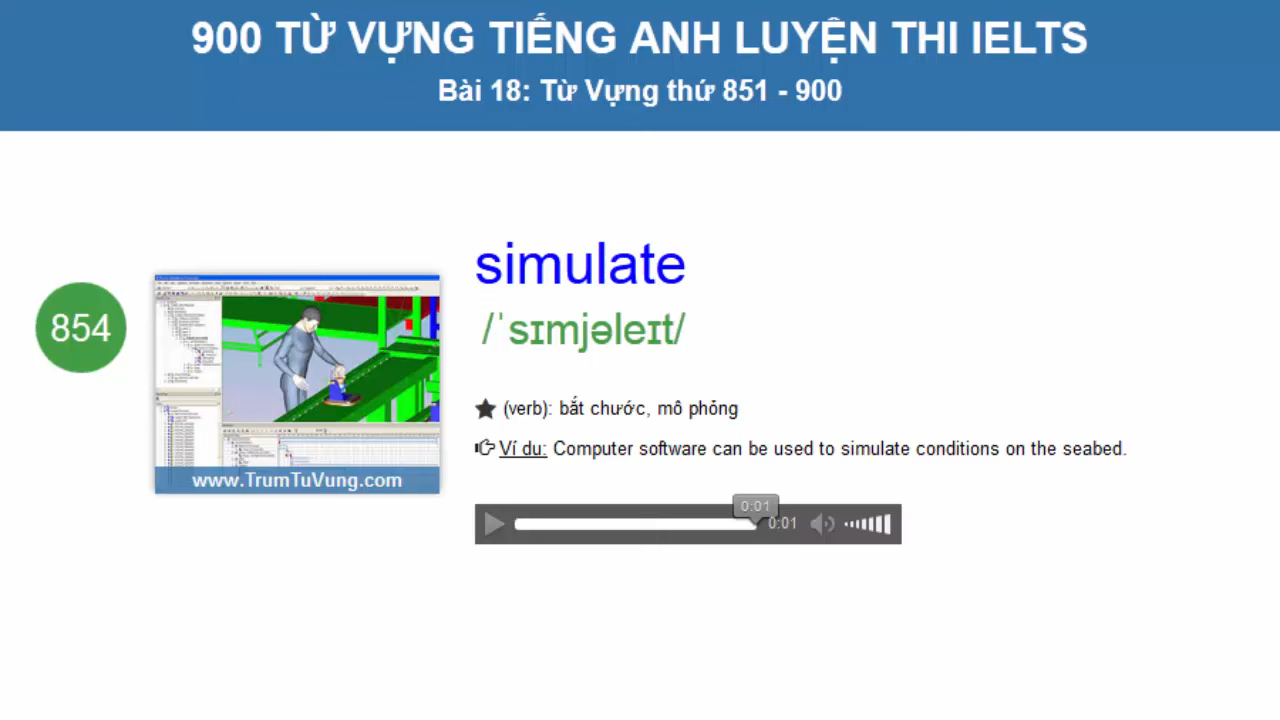 900 TỪ VỰNG TIẾNG ANH LUYỆN THI IELTS
Bài 18: Từ Vựng thứ 851 - 900
854
simulate
/ˈsɪmjəleɪt/
(verb): bắt chước, mô phỏng
Ví dụ: Computer software can be used to simulate conditions on the seabed.
www.TrumTuVung.com
0:01
0:01